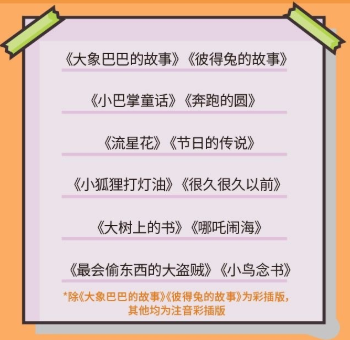 《大象巴巴的故事》《彼得兔的故事》
《小巴掌童话》《奔跑的圆》
《流星花》《节日的传说》
《小狐狸打灯油》《很久很久以前》
《大树上的书》《哪吒闹海》
《最会偷东西的大盗贼》《小鸟念书》
*除《大象巴巴的故事》《彼得兔的故事》为彩插版，
其他均为注音彩插版